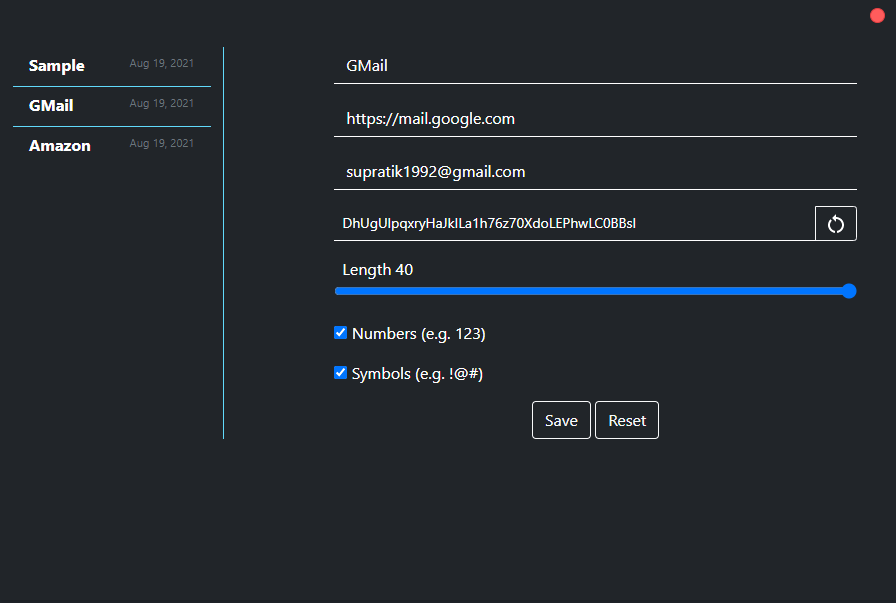 Sample Aug 19, 2021
GMail Aug 19, 2021
Amazon Aug 19, 2021
GMail
https://mail.google.com
supratik1992@gmail.com
DhUgUIpqxryHaJkILa1h76z70XdoLEPhwLC0BBsI
Length 40
Numbers (e.g. 123)
Symbols (e.g. !@#)
Save Reset